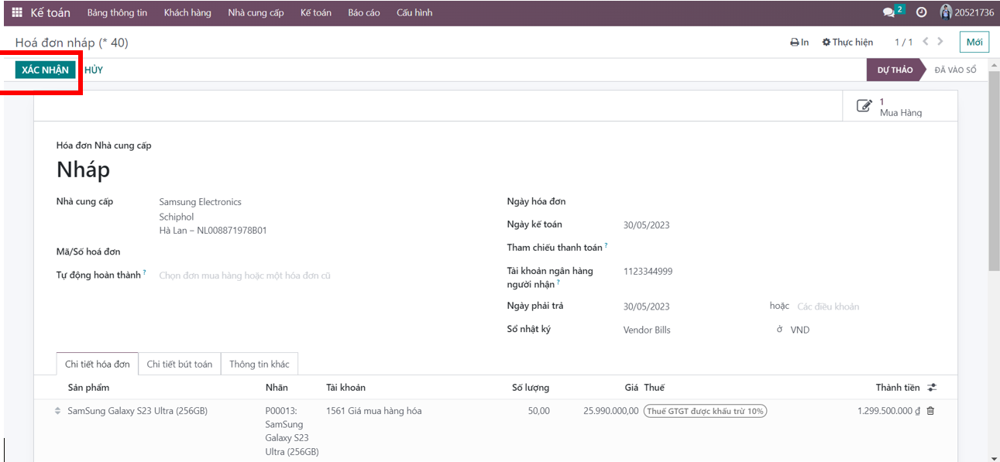 Kế toán Bảng thông tin Khách hàng Nhà cung cấp Kế toán Báo cáo Cấu hình 2 20521736
Hoá đơn nháp (* 40) In Thực hiện 1 / 1 Mới
XÁC NHẬN HỦY DỰ THẢO ĐÃ VÀO SỔ
1
Mua Hàng
Hóa đơn Nhà cung cấp
Nháp
Nhà cung cấp Samsung Electronics
Schiphol
Hà Lan – NL008871978B01
Mã/Số hoá đơn
Tự động hoàn thành ? Chọn đơn mua hàng hoặc một hóa đơn cũ
Ngày hóa đơn
Ngày kế toán 30/05/2023
Tham chiếu thanh toán ?
Tài khoản ngân hàng 1123344999
người nhận ?
Ngày phải trả 30/05/2023 hoặc Các điều khoản
Sổ nhật ký Vendor Bills ở VND
Chi tiết hóa đơn Chi tiết bút toán Thông tin khác
Sản phẩm Nhãn Tài khoản Số lượng Giá Thuế Thành tiền
SamSung Galaxy S23 Ultra (256GB) P00013: 1561 Giá mua hàng hóa 50,00 25.990.000,00 Thuế GTGT được khấu trừ 10% 1.299.500.000 ₫
SamSung
Galaxy S23
Ultra (256GB)